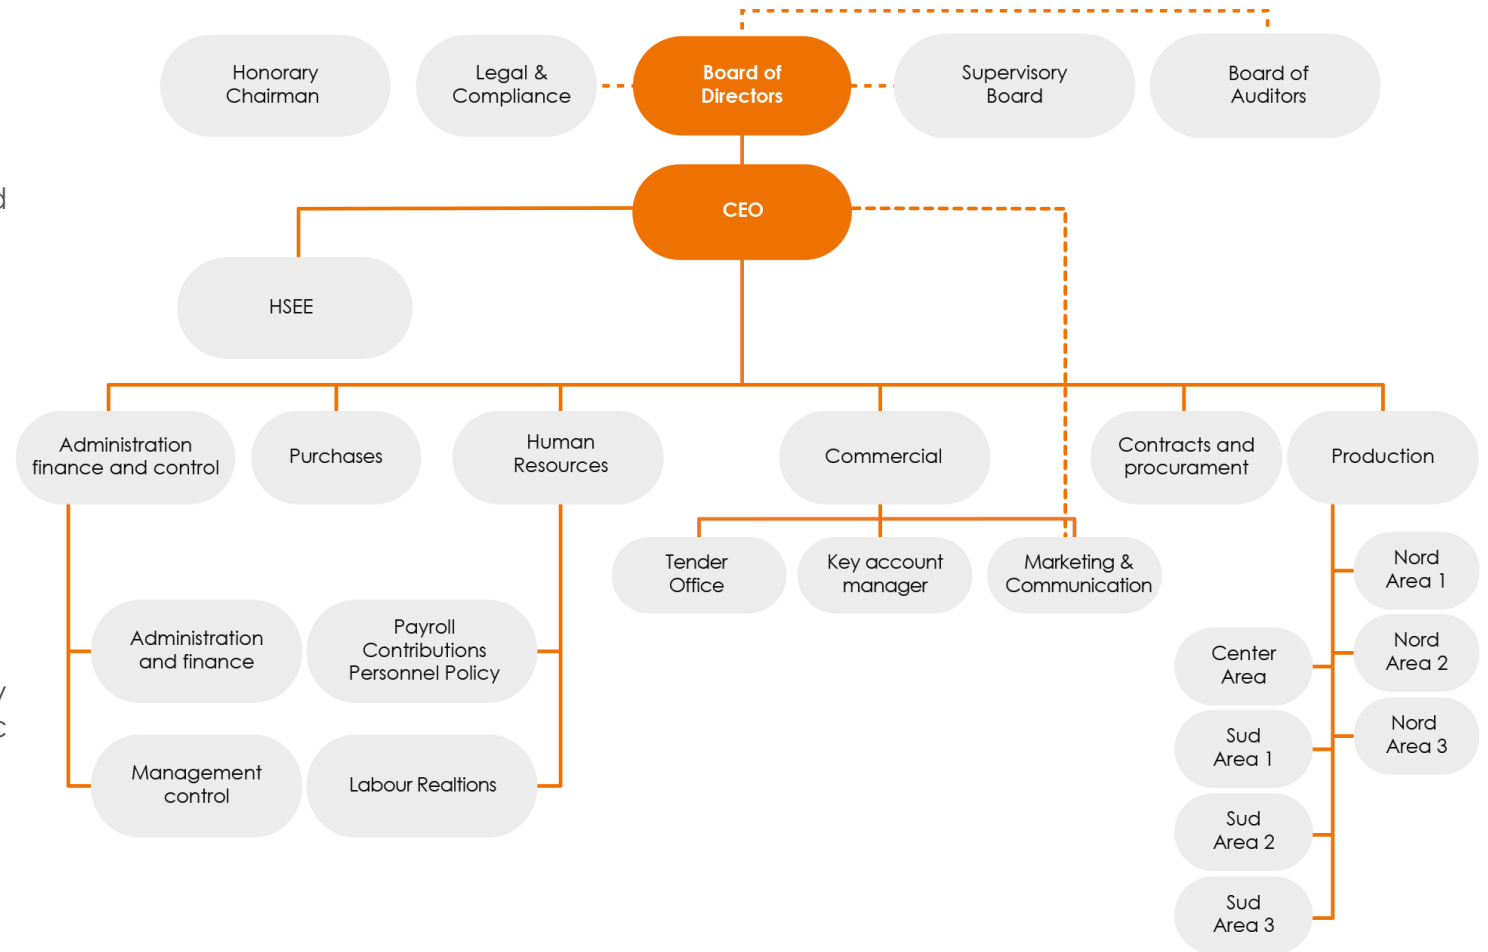 Honorary
Chairman
Legal &
Compliance
Board of
Directors
Supervisory
Board
Board of
Auditors
d
CEO
HSEE
Administration
finance and control
Purchases
Human
Resources
Commercial
Contracts and
procurament
Production
Tender
Office
Key account
manager
Marketing &
Communication
Nord
Area 1
Administration
and finance
Payroll
Contributions
Personnel Policy
Center
Area
Nord
Area 2
y
c
Sud
Area 1
Nord
Area 3
Management
control
Labour Realtions
Sud
Area 2
Sud
Area 3